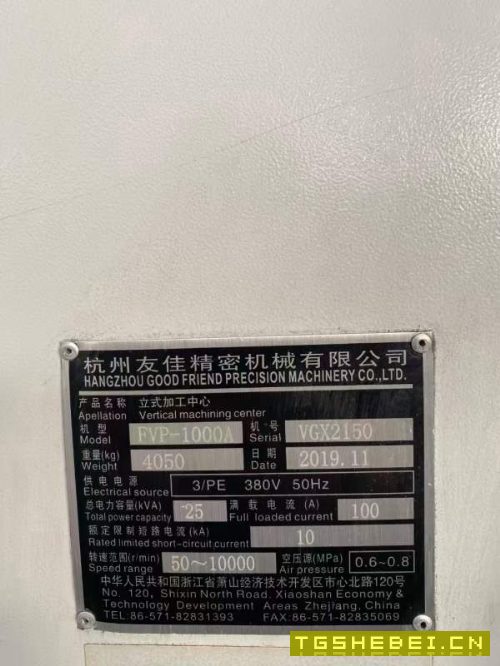 杭州友佳精密机械有限公司
HANGZHOU GOOD FRIEND PRECISION MACHINERY CO.,LTD.
产品名称 立式加工中心
Apellation Vertical machining center
机型 FVP-1000A 机号 VGX2150
Model Serial
重量(kg) 4050 日期 2019.11
Weight Date
供电电源 3/PE 380V 50Hz
Electrical source
总电力容量(kVA) 25 满载电流(A) 100
Total power capacity Full loaded current
额定限制短路电流(kA) 10
Rated limited short-circuit current
转速范围(r/min) 50~10000 空压源(MPa) 0.6~0.8
Speed range Air pressure
中华人民共和国浙江省萧山经济技术开发区市心北路120号
No. 120, Shixin North Road, Xiaoshan Economy &
Technology Development Areas Zhejiang, China
TEL:86-571-82831393 FAX:86-571-82835069
TGSHEBEI.CN